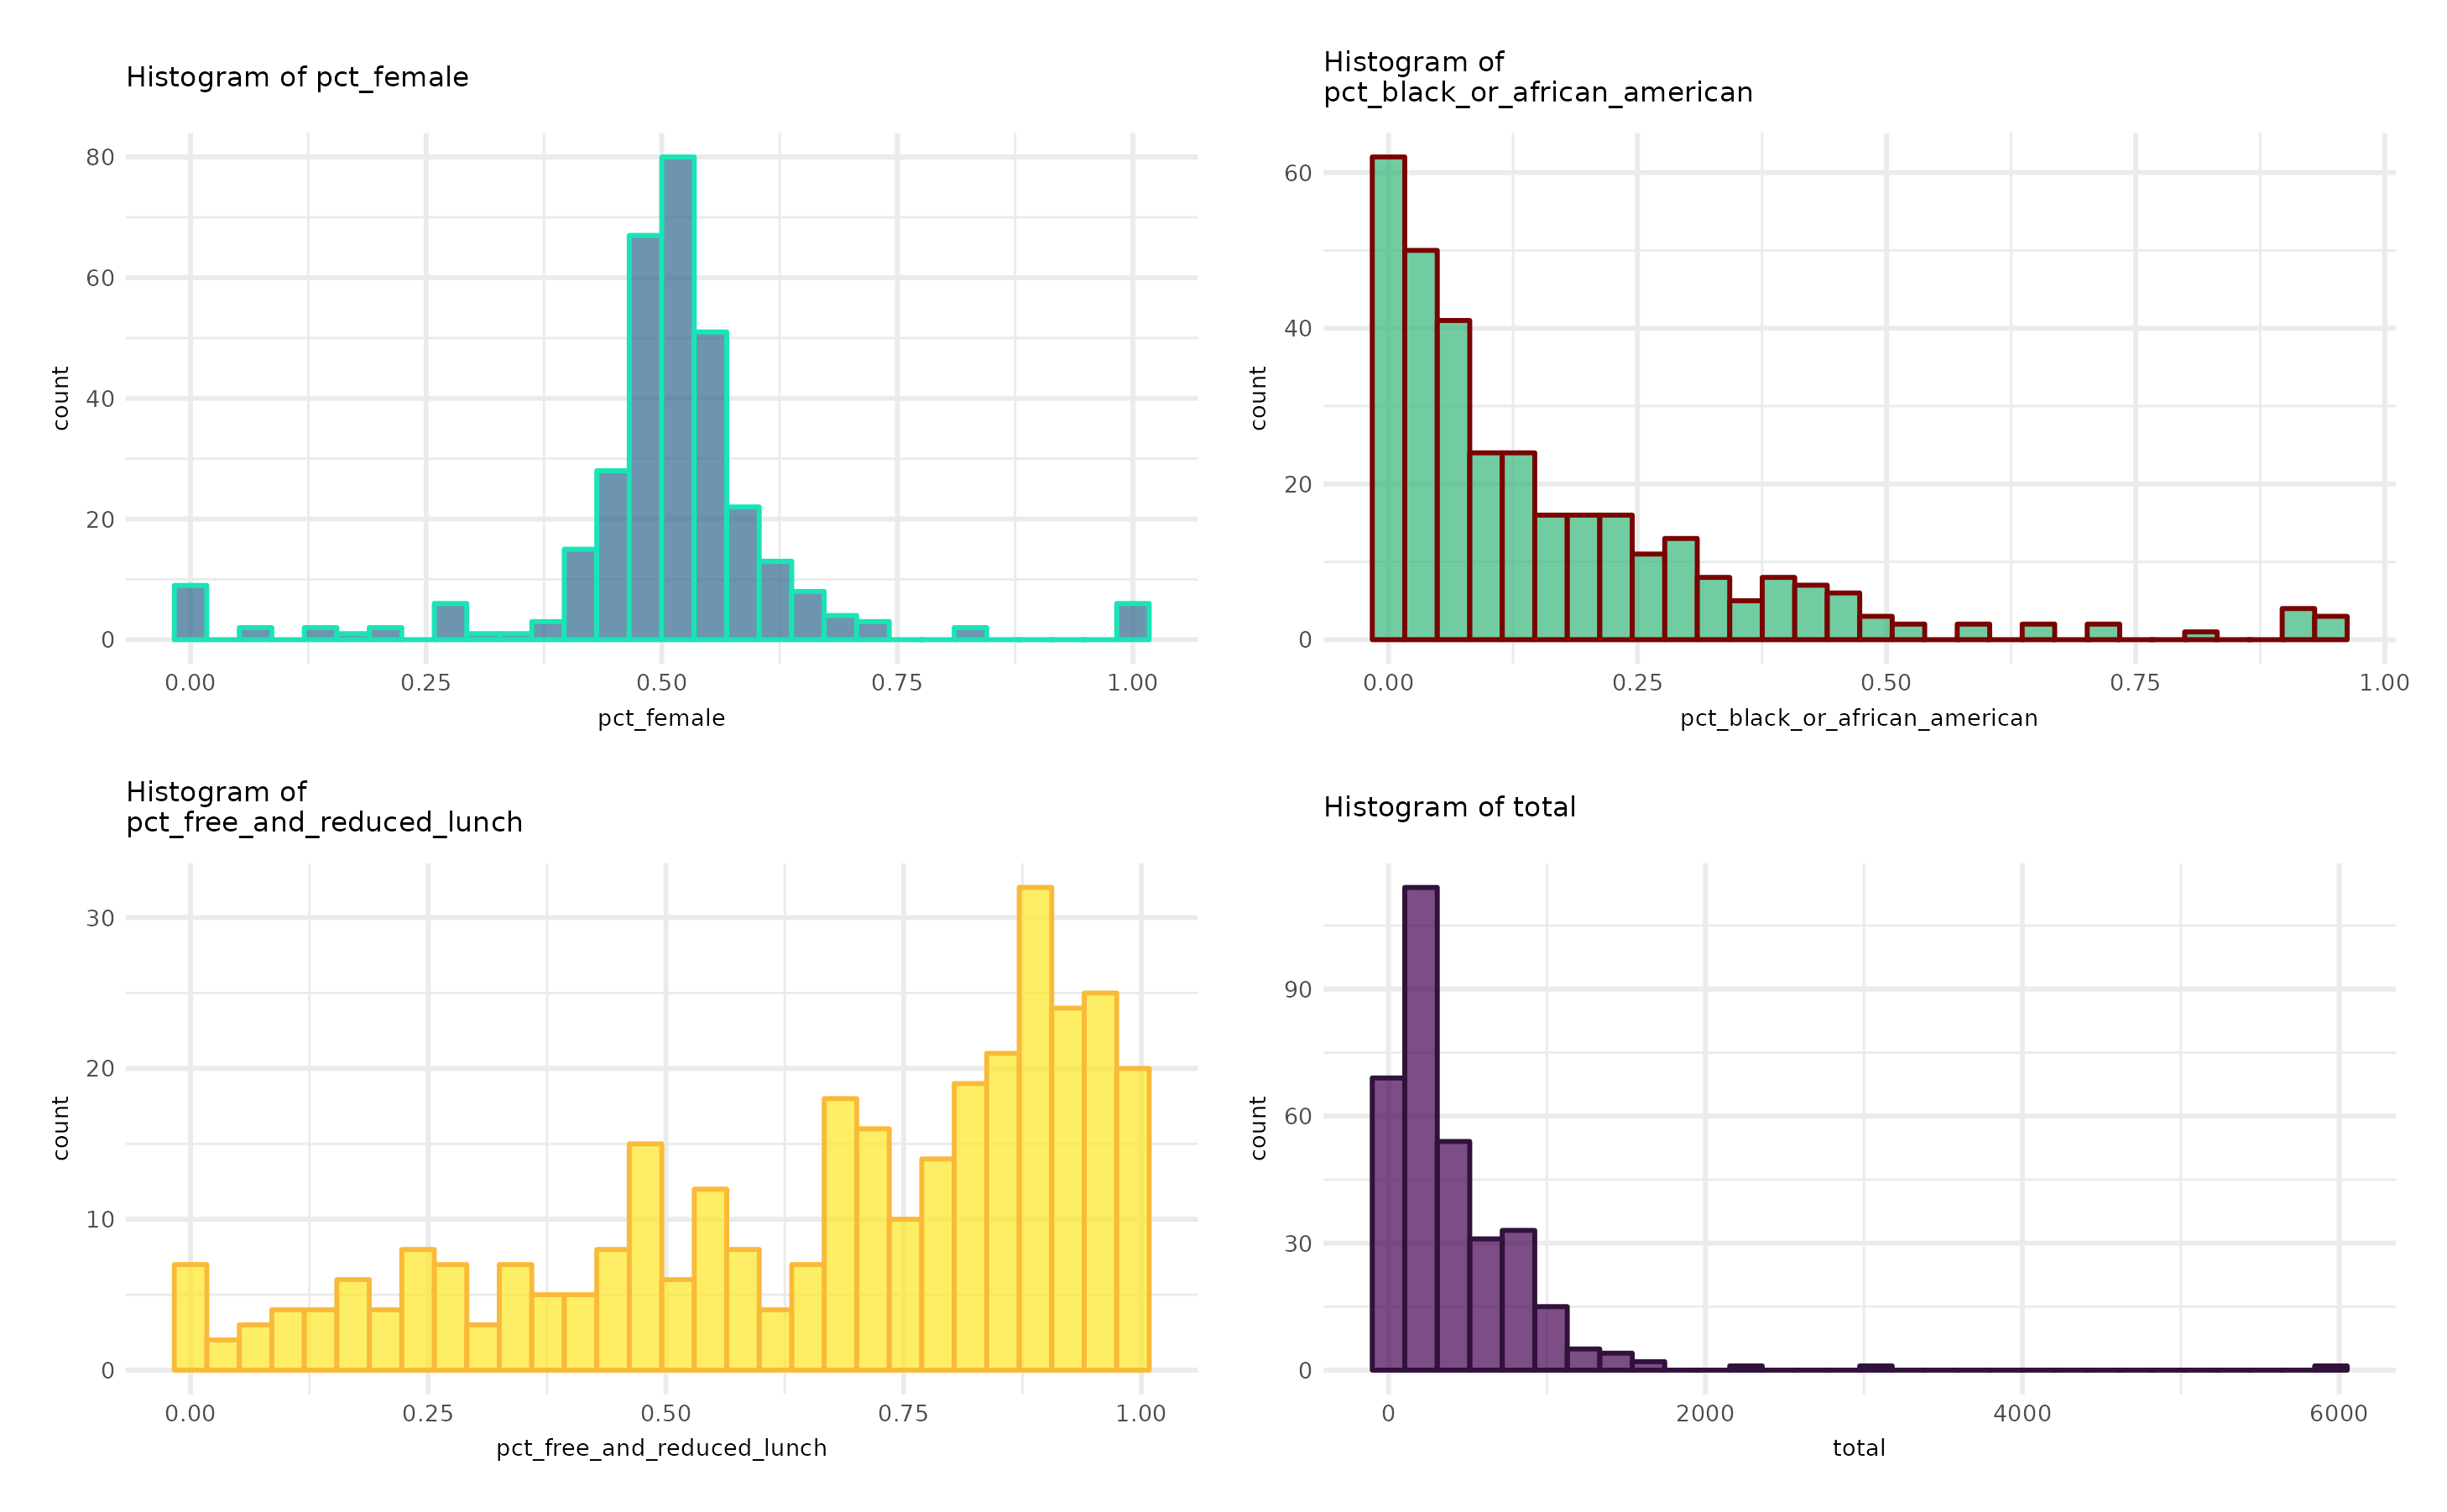 Histogram of pct_female
80
60
40
20
0
count
0.00 0.25 0.50 0.75 1.00
pct_female
Histogram of
pct_black_or_african_american
60
40
20
0
count
0.00 0.25 0.50 0.75 1.00
pct_black_or_african_american
Histogram of
pct_free_and_reduced_lunch
30
20
10
0
count
0.00 0.25 0.50 0.75 1.00
pct_free_and_reduced_lunch
Histogram of total
90
60
30
0
count
0 2000 4000 6000
total